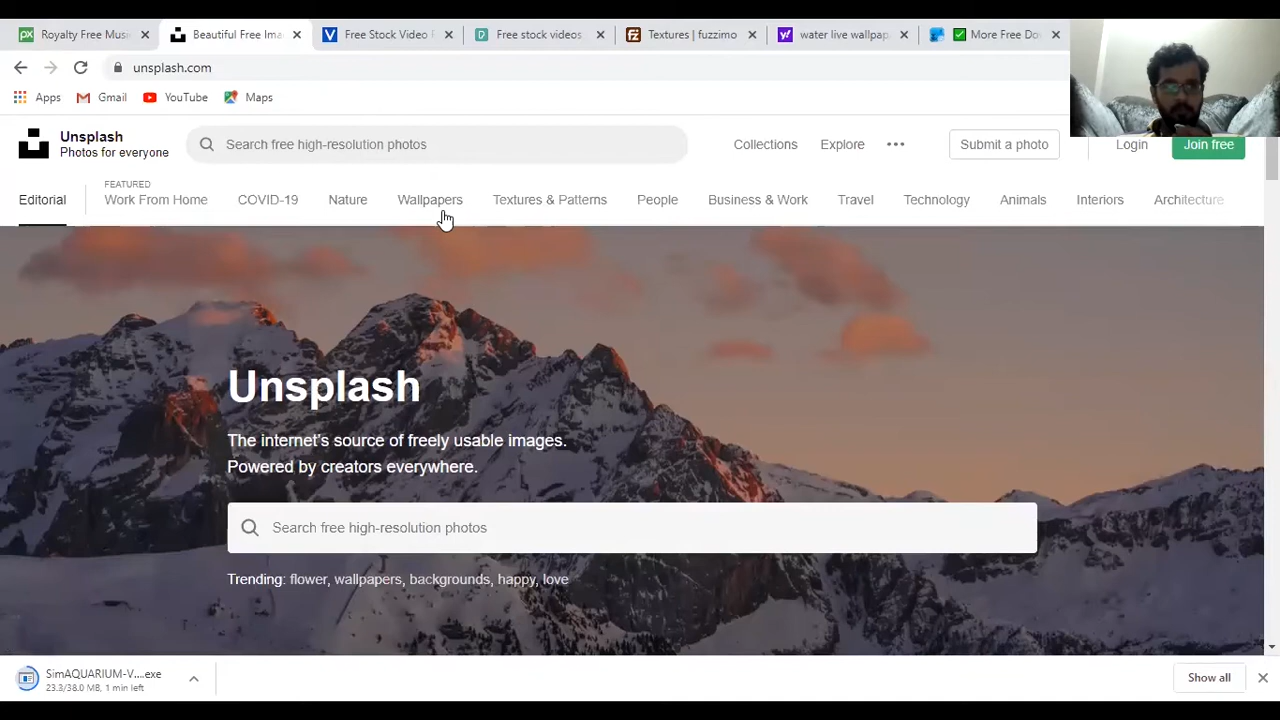 Royalty Free Musi
Beautiful Free Ima
Free Stock Video F
Free stock videos
Textures | fuzzimo
water live wallpap
More Free Do
unsplash.com
Apps
Gmail
YouTube
Maps
Unsplash
Photos for everyone
Search free high-resolution photos
Collections
Explore
Submit a photo
Login
Join free
Editorial
FEATURED
Work From Home
COVID-19
Nature
Wallpapers
Textures & Patterns
People
Business & Work
Travel
Technology
Animals
Interiors
Architecture
Unsplash
The internet's source of freely usable images.
Powered by creators everywhere.
Search free high-resolution photos
Trending: flower, wallpapers, backgrounds, happy, love
SimAQUARIUM-V....exe
23.3/38.0 MB, 1 min left
Show all